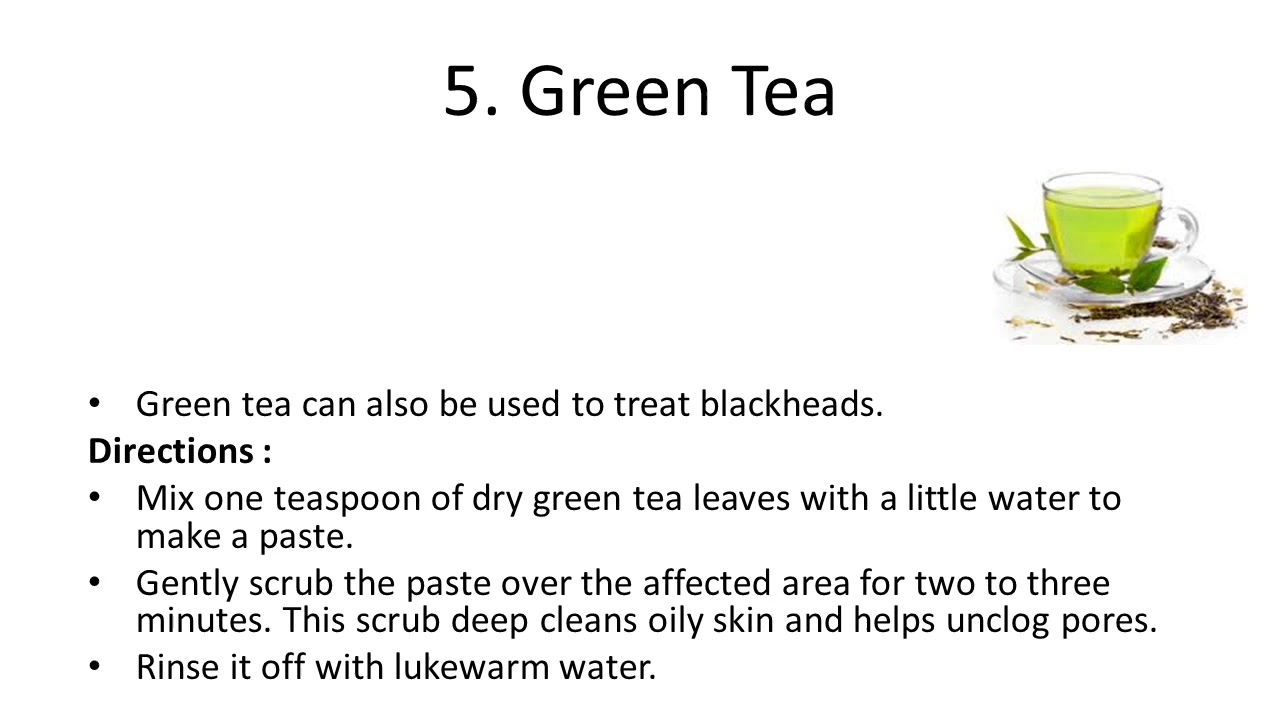 5. Green Tea
• Green tea can also be used to treat blackheads.
Directions :
• Mix one teaspoon of dry green tea leaves with a little water to
make a paste.
• Gently scrub the paste over the affected area for two to three
minutes. This scrub deep cleans oily skin and helps unclog pores.
• Rinse it off with lukewarm water.